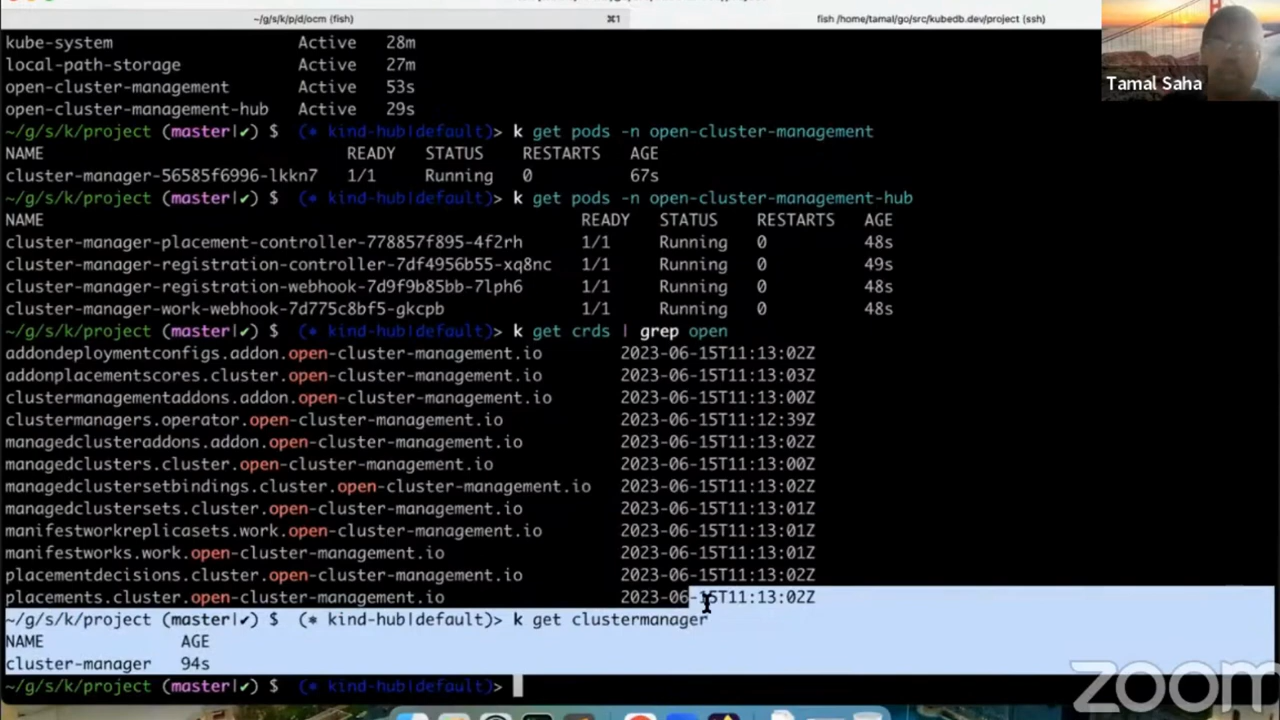 ~/g/s/k/p/d/ocm (fish) ⌘1 fish /home/tamal/go/src/kubedb.dev/project (ssh)
Tamal Saha
kube-system Active 28m
local-path-storage Active 27m
open-cluster-management Active 53s
open-cluster-management-hub Active 29s
~/g/s/k/project (master|✔) $ (* kind-hub|default)> k get pods -n open-cluster-management
NAME READY STATUS RESTARTS AGE
cluster-manager-56585f6996-lkkn7 1/1 Running 0 67s
~/g/s/k/project (master|✔) $ (* kind-hub|default)> k get pods -n open-cluster-management-hub
NAME READY STATUS RESTARTS AGE
cluster-manager-placement-controller-778857f895-4f2rh 1/1 Running 0 48s
cluster-manager-registration-controller-7df4956b55-xq8nc 1/1 Running 0 49s
cluster-manager-registration-webhook-7d9f9b85bb-7lph6 1/1 Running 0 48s
cluster-manager-work-webhook-7d775c8bf5-gkcpb 1/1 Running 0 48s
~/g/s/k/project (master|✔) $ (* kind-hub|default)> k get crds | grep open
addondeploymentconfigs.addon.open-cluster-management.io 2023-06-15T11:13:02Z
addonplacementscores.cluster.open-cluster-management.io 2023-06-15T11:13:03Z
clustermanagementaddons.addon.open-cluster-management.io 2023-06-15T11:13:00Z
clustermanagers.operator.open-cluster-management.io 2023-06-15T11:12:39Z
managedclusteraddons.addon.open-cluster-management.io 2023-06-15T11:13:02Z
managedclusters.cluster.open-cluster-management.io 2023-06-15T11:13:00Z
managedclustersetbindings.cluster.open-cluster-management.io 2023-06-15T11:13:02Z
managedclustersets.cluster.open-cluster-management.io 2023-06-15T11:13:01Z
manifestworkreplicasets.work.open-cluster-management.io 2023-06-15T11:13:01Z
manifestworks.work.open-cluster-management.io 2023-06-15T11:13:01Z
placementdecisions.cluster.open-cluster-management.io 2023-06-15T11:13:02Z
placements.cluster.open-cluster-management.io 2023-06-15T11:13:02Z
~/g/s/k/project (master|✔) $ (* kind-hub|default)> k get clustermanager
NAME AGE
cluster-manager 94s
~/g/s/k/project (master|✔) $ (* kind-hub|default)>
zoom